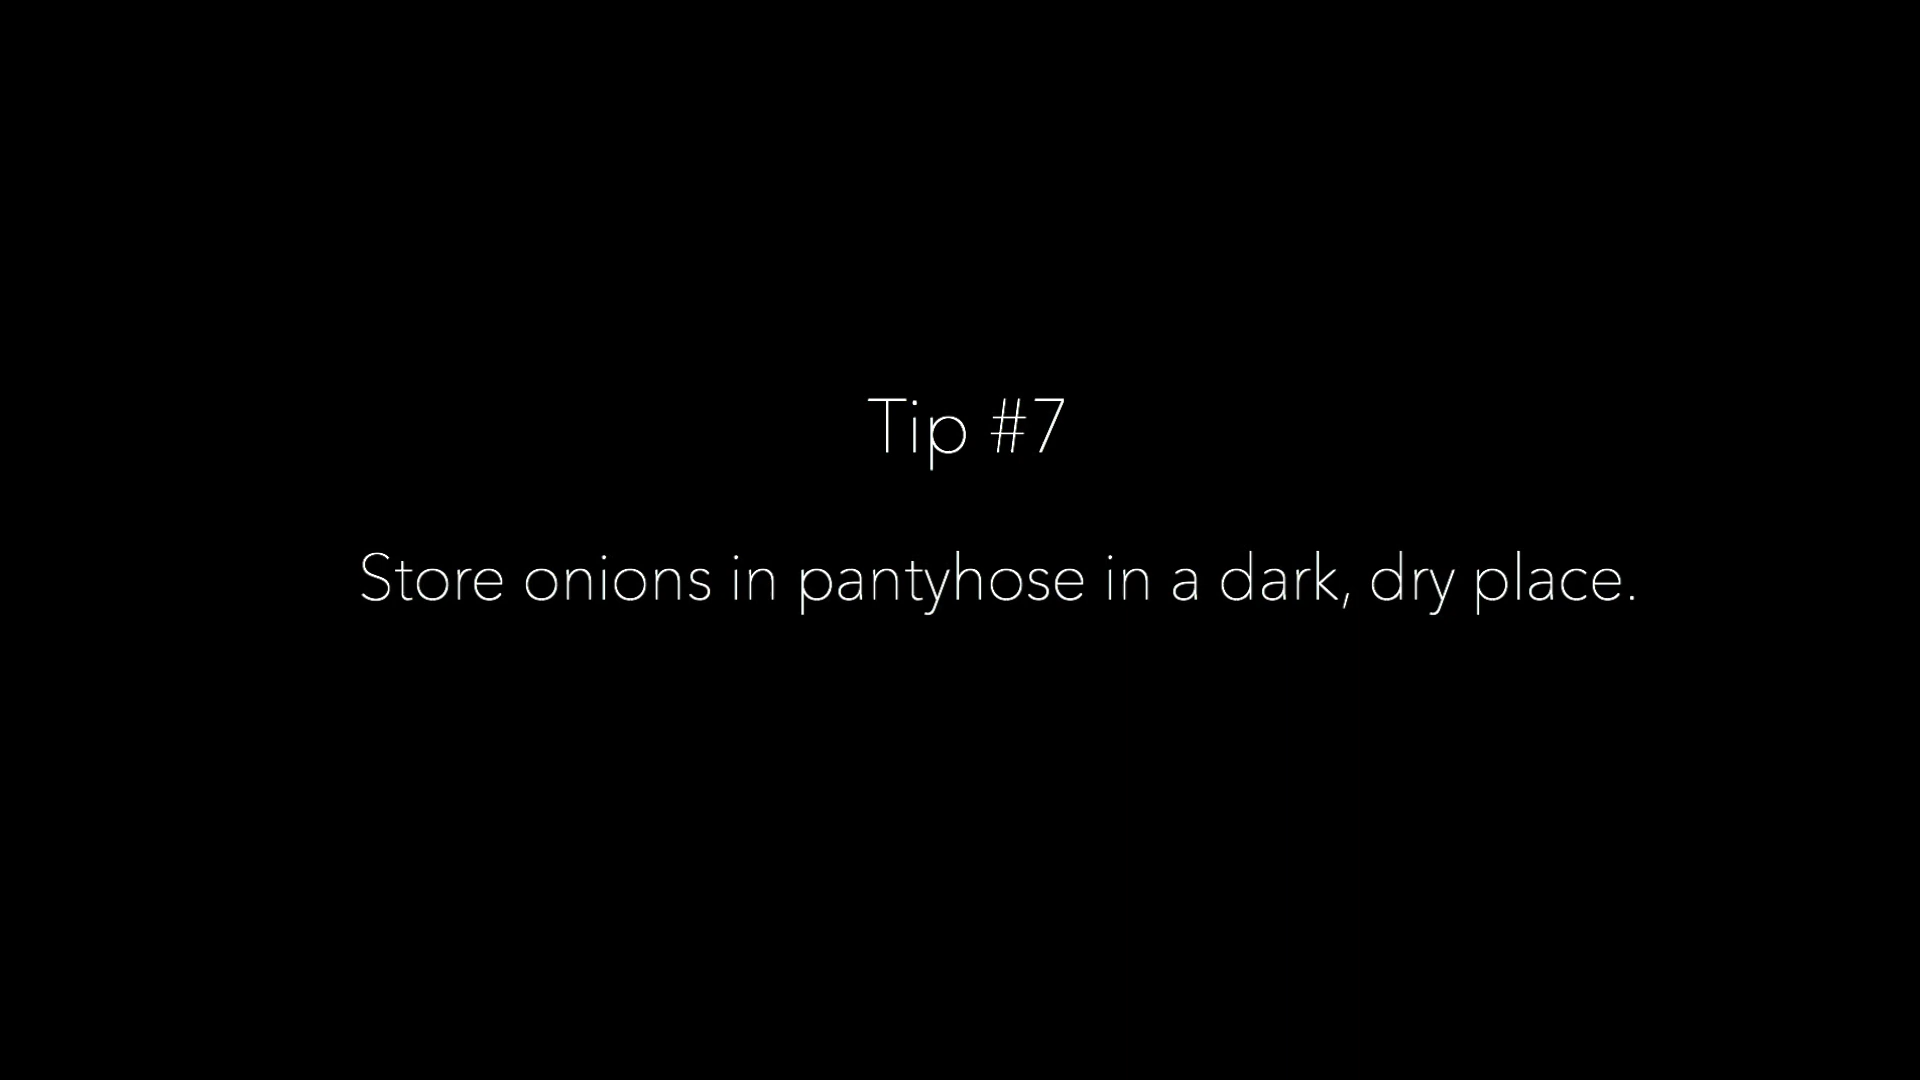 Tip #7
Store onions in pantyhose in a dark, dry place.